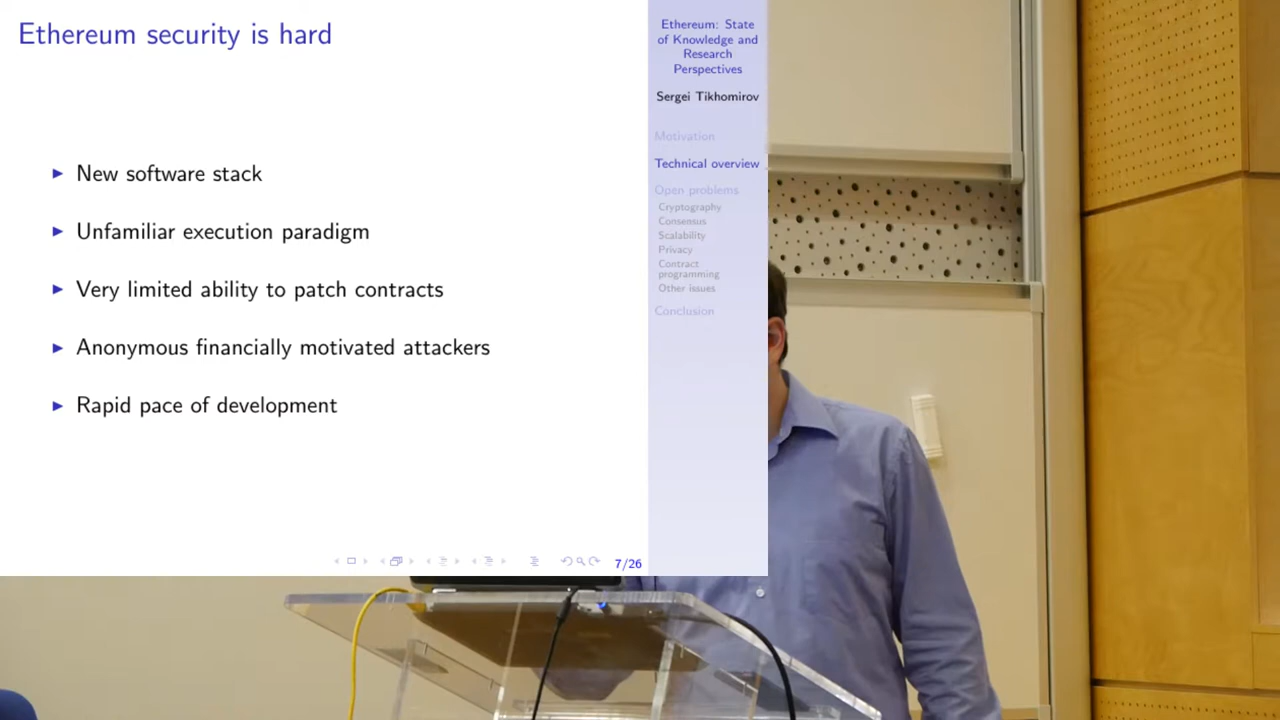 Ethereum security is hard
New software stack
Unfamiliar execution paradigm
Very limited ability to patch contracts
Anonymous financially motivated attackers
Rapid pace of development
7/26
Ethereum: State
of Knowledge and
Research
Perspectives
Sergei Tikhomirov
Motivation
Technical overview
Open problems
Cryptography
Consensus
Scalability
Privacy
Contract
programming
Other issues
Conclusion